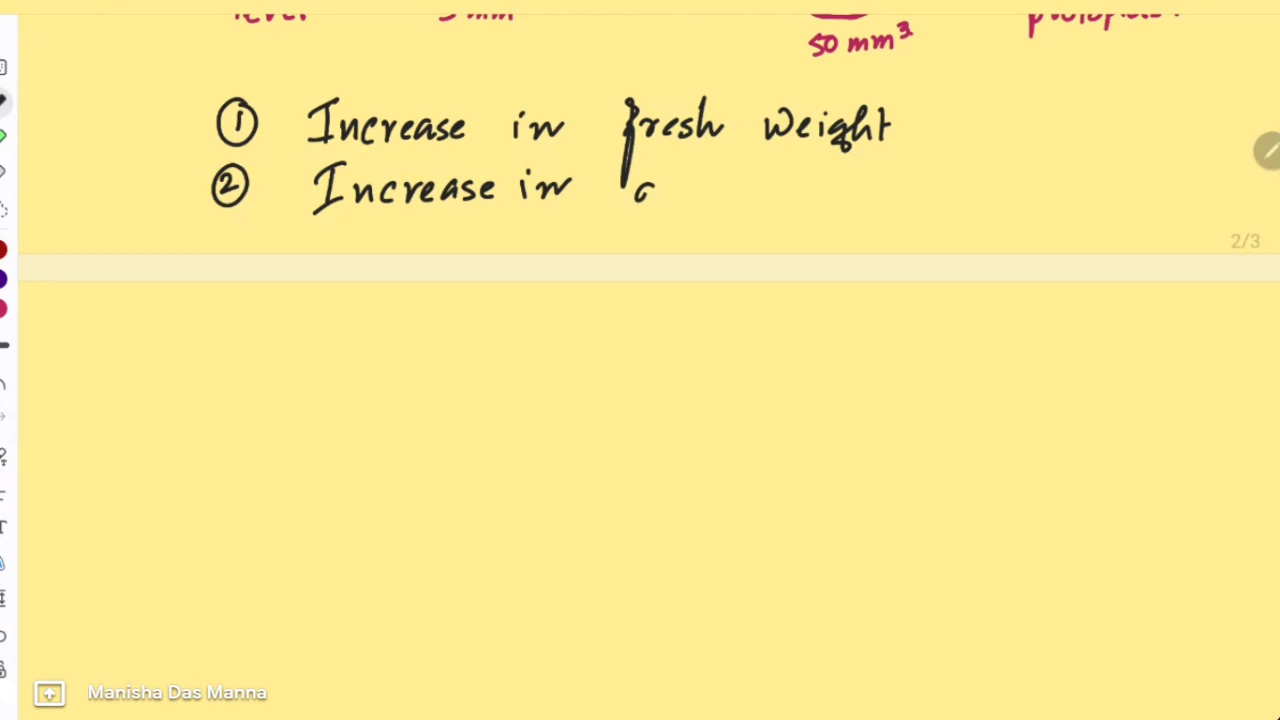 50 mm³
① Increase in fresh weight
② Increase in
2/3
Manisha Das Manna